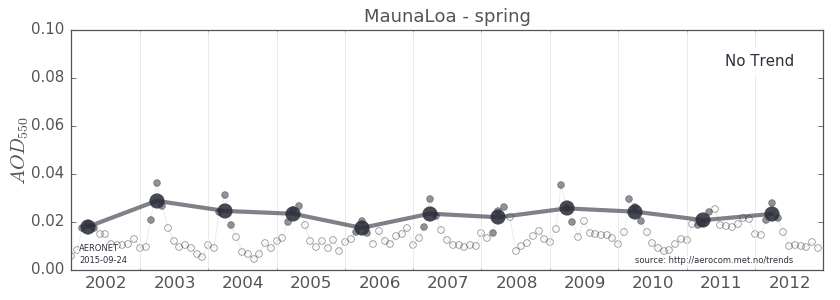 MaunaLoa - spring
0.10
No Trend
0.08
0.06
AOD550
0.04
0.02
AERONET
2015-09-24
source: http://aerocom.met.no/trends
0.00
2002 2003 2004 2005 2006 2007 2008 2009 2010 2011 2012